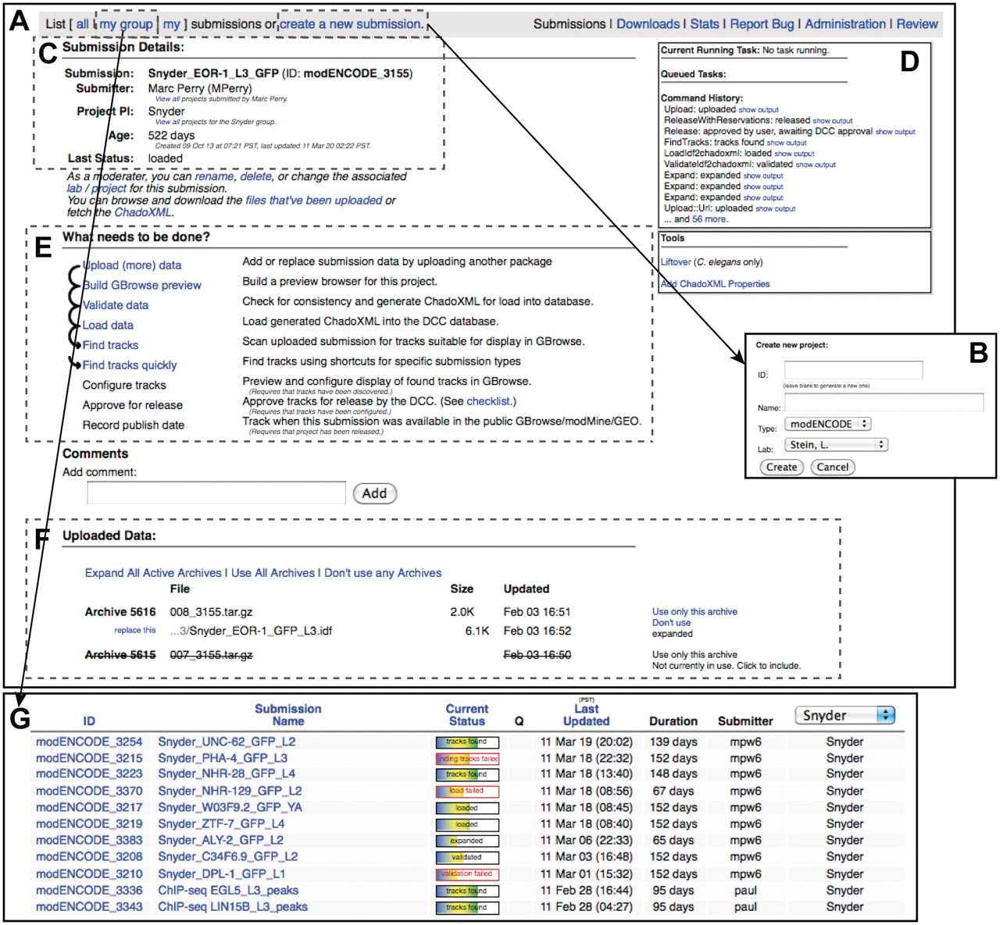 A
List [ all | my group | my ] submissions or create a new submission.
Submissions | Downloads | Stats | Report Bug | Administration | Review
C
Submission Details:
Submission: Snyder_EOR-1_L3_GFP (ID: modENCODE_3155)
Submitter: Marc Perry (MPerry)
View all projects submitted by Marc Perry.
Project PI: Snyder
View all projects for the Snyder group.
Age: 522 days
Created 09 Oct 13 at 07:21 PST, last updated 11 Mar 20 02:22 PST.
Last Status: loaded
As a moderater, you can rename, delete, or change the associated
lab / project for this submission.
You can browse and download the files that've been uploaded or
fetch the ChadoXML.
D
Current Running Task: No task running.
Queued Tasks:
Command History:
Upload: uploaded show output
ReleaseWithReservations: released show output
Release: approved by user, awaiting DCC approval show output
FindTracks: tracks found show output
LoadIdf2chadoxml: loaded show output
ValidateIdf2chadoxml: validated show output
Expand: expanded show output
Expand: expanded show output
Expand: expanded show output
Upload::Url: uploaded show output
... and 56 more.
Tools
Liftover (C. elegans only)
Add ChadoXML Properties
E
What needs to be done?
Upload (more) data Add or replace submission data by uploading another package
Build GBrowse preview Build a preview browser for this project.
Validate data Check for consistency and generate ChadoXML for load into database.
Load data Load generated ChadoXML into the DCC database.
Find tracks Scan uploaded submission for tracks suitable for display in GBrowse.
Find tracks quickly Find tracks using shortcuts for specific submission types
Configure tracks Preview and configure display of found tracks in GBrowse.
(Requires that tracks have been discovered.)
Approve for release Approve tracks for release by the DCC. (See checklist.)
(Requires that tracks have been configured.)
Record publish date Track when this submission was available in the public GBrowse/modMine/GEO.
(Requires that project has been released.)
B
Create new project:
ID:
(leave blank to generate a new one)
Name:
Type: modENCODE
Lab: Stein, L.
Create Cancel
Comments
Add comment:
Add
F
Uploaded Data:
Expand All Active Archives | Use All Archives | Don't use any Archives
File Size Updated
Archive 5616 008_3155.tar.gz 2.0K Feb 03 16:51 Use only this archive
Don't use
replace this ...3/Snyder_EOR-1_GFP_L3.idf 6.1K Feb 03 16:52 expanded
Archive 5615 007_3155.tar.gz Feb 03 16:50 Use only this archive
Not currently in use. Click to include.
G
ID Submission Name Current Status Q (PST) Last Updated Duration Submitter Snyder
modENCODE_3254 Snyder_UNC-62_GFP_L2 tracks found 11 Mar 19 (20:02) 139 days mpw6 Snyder
modENCODE_3215 Snyder_PHA-4_GFP_L3 finding tracks failed 11 Mar 18 (22:32) 152 days mpw6 Snyder
modENCODE_3223 Snyder_NHR-28_GFP_L4 tracks found 11 Mar 18 (13:40) 148 days mpw6 Snyder
modENCODE_3370 Snyder_NHR-129_GFP_L2 load failed 11 Mar 18 (08:56) 67 days mpw6 Snyder
modENCODE_3217 Snyder_W03F9.2_GFP_YA loaded 11 Mar 18 (08:45) 152 days mpw6 Snyder
modENCODE_3219 Snyder_ZTF-7_GFP_L4 loaded 11 Mar 18 (08:40) 152 days mpw6 Snyder
modENCODE_3383 Snyder_ALY-2_GFP_L2 expanded 11 Mar 06 (22:33) 65 days mpw6 Snyder
modENCODE_3208 Snyder_C34F6.9_GFP_L2 validated 11 Mar 03 (16:48) 152 days mpw6 Snyder
modENCODE_3210 Snyder_DPL-1_GFP_L1 validation failed 11 Mar 01 (15:32) 152 days mpw6 Snyder
modENCODE_3336 ChIP-seq EGL5_L3_peaks tracks found 11 Feb 28 (16:44) 95 days paul Snyder
modENCODE_3343 ChIP-seq LIN15B_L3_peaks tracks found 11 Feb 28 (04:27) 95 days paul Snyder